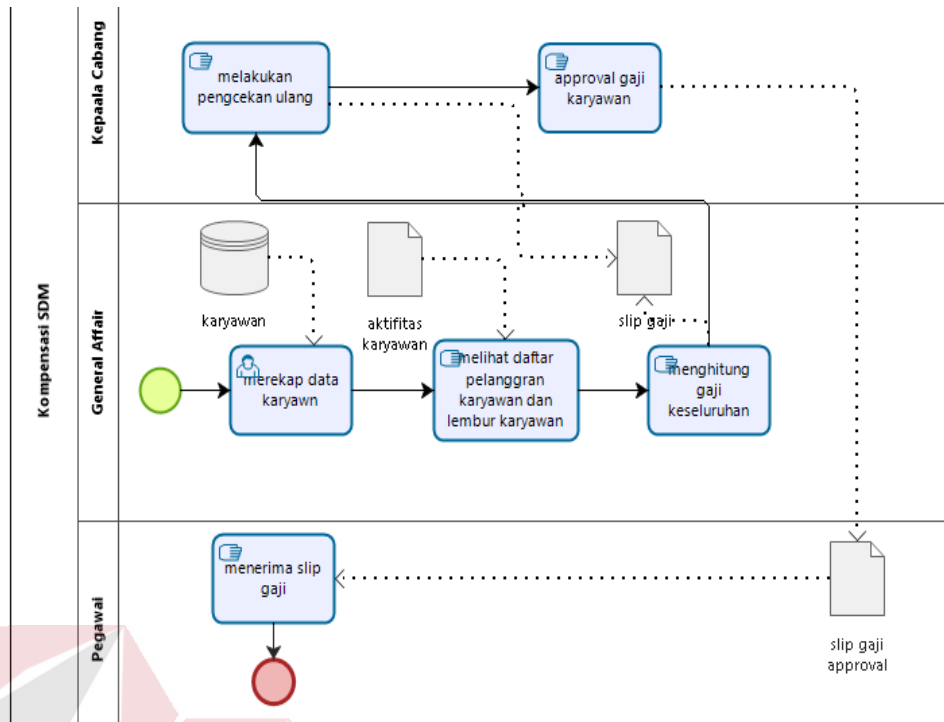 Kompensasi SDM
Kepaala Cabang
melakukan
pengcekan ulang
approval gaji
karyawan
General Affair
karyawan
aktifitas
karyawan
slip gaji
merekap data
karyawn
melihat daftar
pelanggran
karyawan dan
lembur karyawan
menghitung
gaji
keseluruhan
Pegawai
menerima slip
gaji
slip gaji
approval